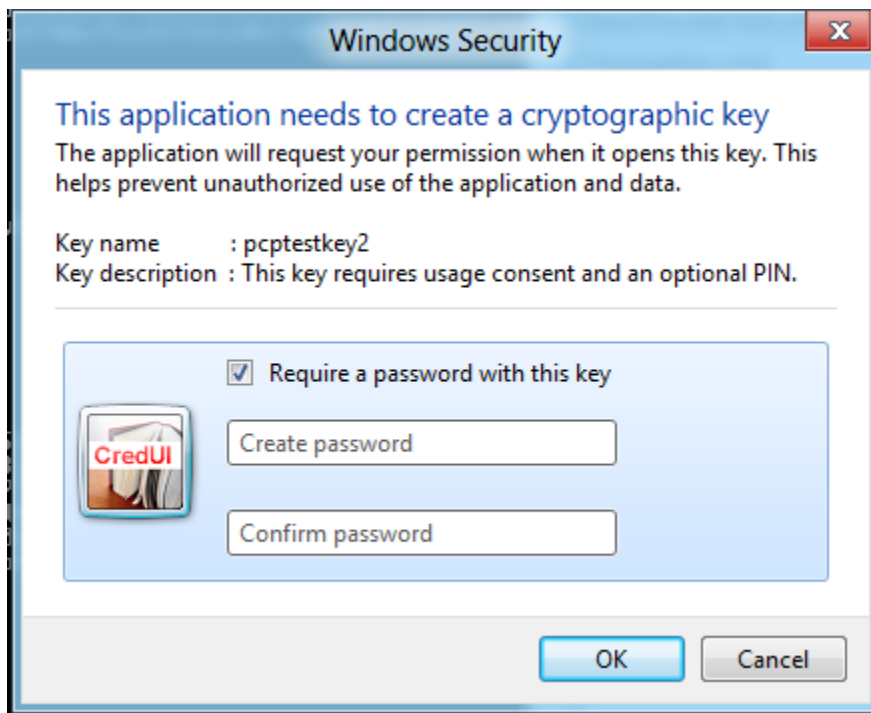 Windows Security
This application needs to create a cryptographic key
The application will request your permission when it opens this key. This
helps prevent unauthorized use of the application and data.
Key name : pcptestkey2
Key description : This key requires usage consent and an optional PIN.
Require a password with this key
CredUI
Create password
Confirm password
OK
Cancel